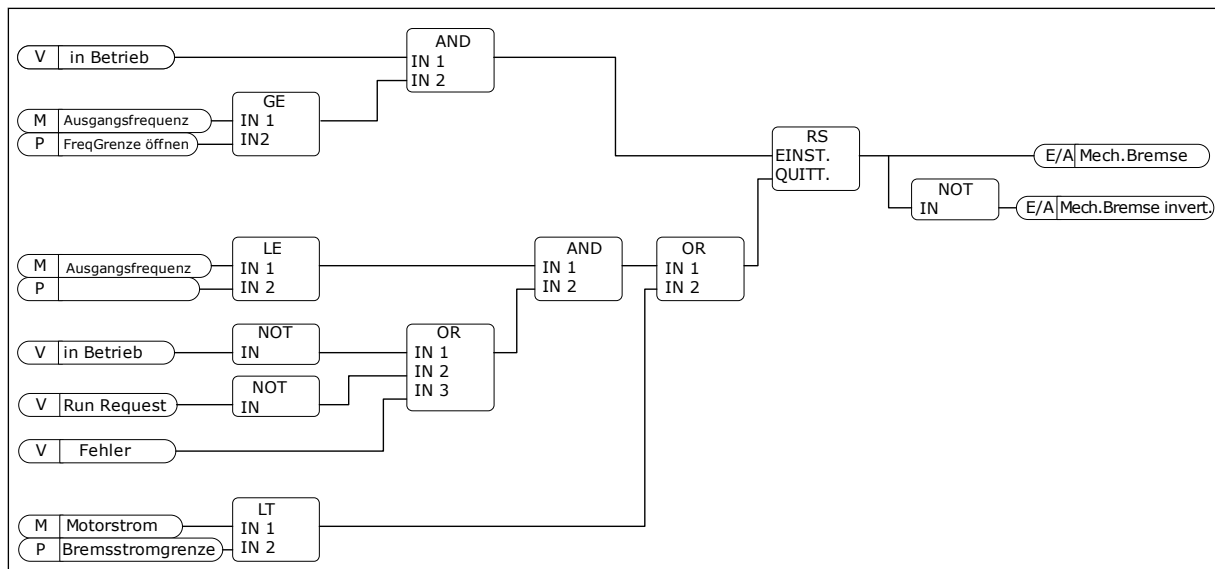 AND
V in Betrieb
IN 1
IN 2
GE
M Ausgangsfrequenz
IN 1
P FreqGrenze öffnen
IN2
RS
EINST.
QUITT.
E/A Mech.Bremse
NOT
IN
E/A Mech.Bremse invert.
LE
M Ausgangsfrequenz
IN 1
P
IN 2
AND
IN 1
IN 2
OR
IN 1
IN 2
NOT
V in Betrieb
IN
OR
IN 1
IN 2
IN 3
NOT
V Run Request
IN
V Fehler
LT
M Motorstrom
IN 1
P Bremsstromgrenze
IN 2